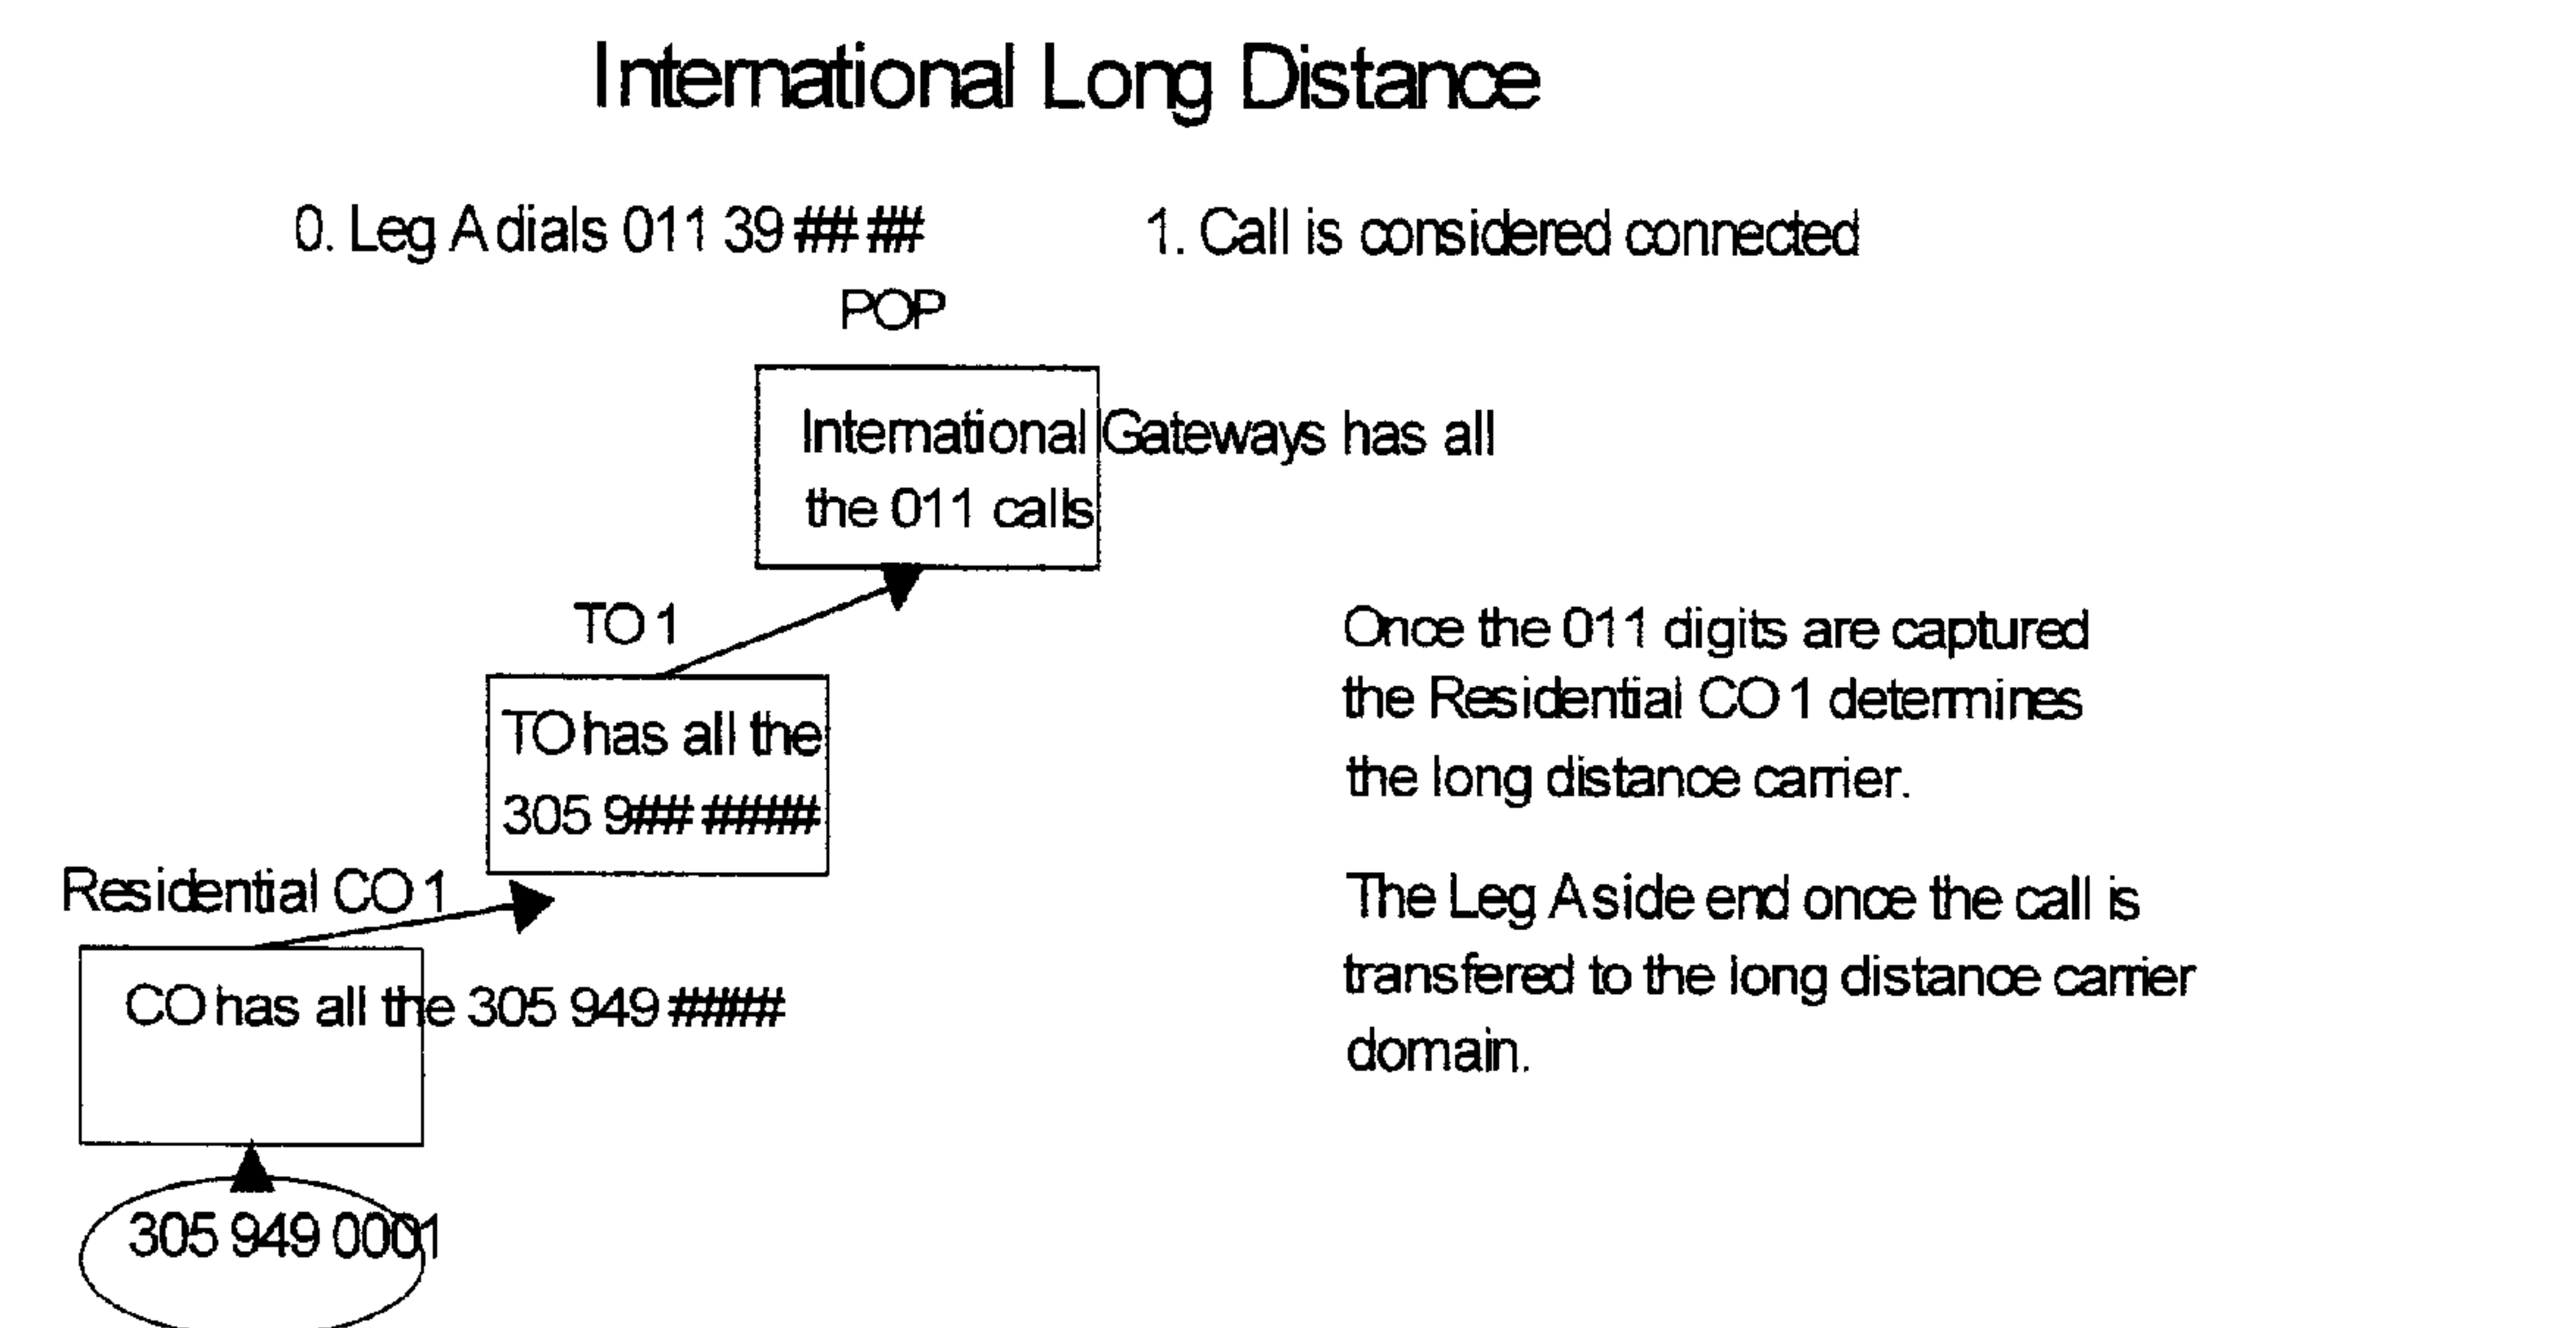 International Long Distance
0. Leg A dials 011 39 ## ##
1. Call is considered connected
POP
International Gateways has all
the 011 calls
TO 1
TO has all the
305 9## ####
Residential CO 1
CO has all the 305 949 ####
305 949 0001
Once the 011 digits are captured
the Residential CO 1 determines
the long distance carrier.
The Leg A side end once the call is
transfered to the long distance carrier
domain.